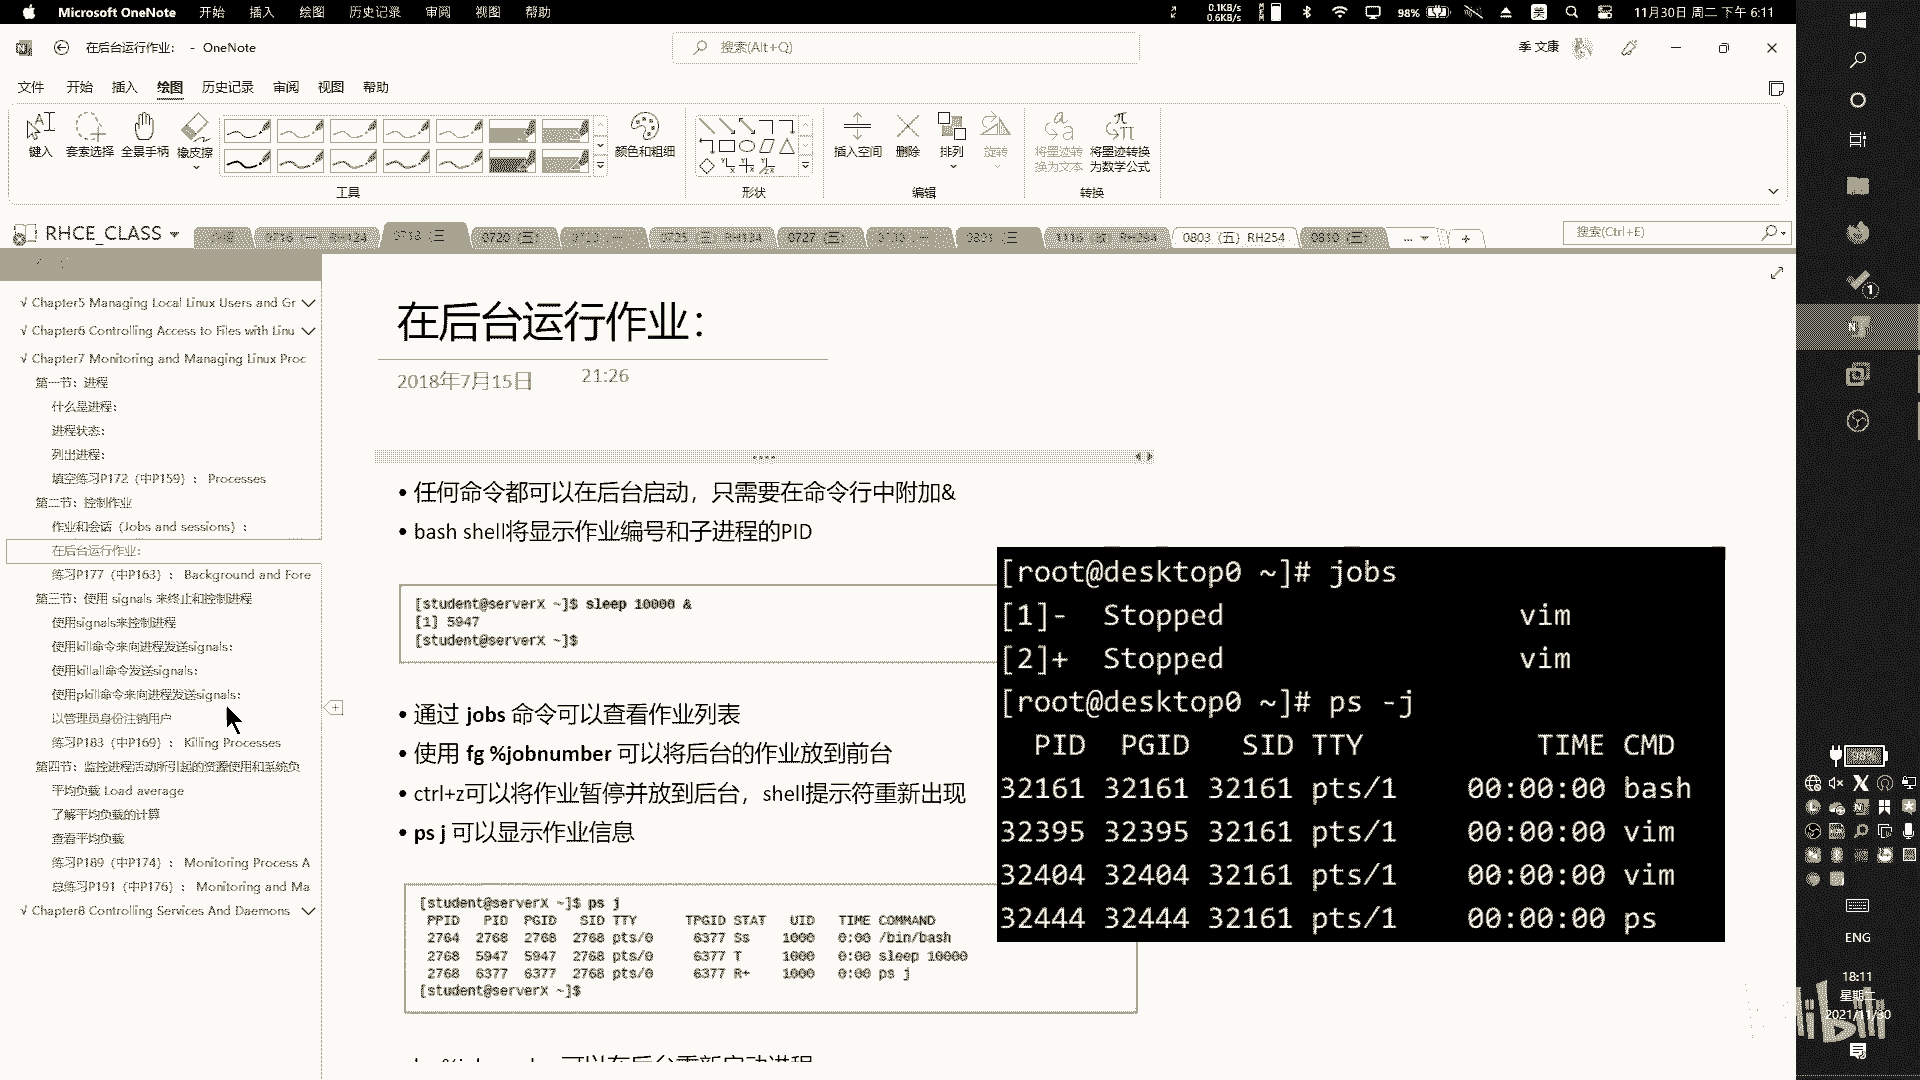 Microsoft OneNote 开始 插入 绘图 历史记录 审阅 视图 帮助
0.1KB/s
0.6KB/s
98%
美
11月30日 周二 下午 6:11
在后台运行作业: - OneNote
搜索(Alt+Q)
季 文康
文件 开始 插入 绘图 历史记录 审阅 视图 帮助
键入 套索选择 全景手柄 橡皮擦
颜色和粗细
插入空间 删除 排列 旋转
将墨迹转换为文本 将墨迹转换为数学公式
工具 形状 编辑 转换
RHCE_CLASS
0718 (三
0720 (五)
0727 (五)
0801 (三
0803 (五) RH254
0810 (三)
...
搜索(Ctrl+E)
√ Chapter5 Managing Local Linux Users and Gr
√ Chapter6 Controlling Access to Files with Linu
√ Chapter7 Monitoring and Managing Linux Proc
第一节: 进程
什么是进程:
进程状态:
列出进程:
填空练习P172 (中P159) : Processes
第二节: 控制作业
作业和会话 (Jobs and sessions) :
在后台运行作业:
练习P177 (中P163) : Background and Fore
第三节: 使用 signals 来终止和控制进程
使用signals来控制进程
使用kill命令来向进程发送signals:
使用killall命令发送signals:
使用pkill命令来向进程发送signals:
以管理员身份注销用户
练习P183 (中P169) : Killing Processes
第四节: 监控进程活动所引起的资源使用和系统负
平均负载 Load average
了解平均负载的计算
查看平均负载
练习P189 (中P174) : Monitoring Process A
总练习P191 (中P176) : Monitoring and Ma
√ Chapter8 Controlling Services And Daemons
在后台运行作业:
2018年7月15日 21:26
• 任何命令都可以在后台启动，只需要在命令行中附加&
• bash shell将显示作业编号和子进程的PID
[student@serverX ~]$ sleep 10000 &
[1] 5947
[student@serverX ~]$
• 通过 jobs 命令可以查看作业列表
• 使用 fg %jobnumber 可以将后台的作业放到前台
• ctrl+z可以将作业暂停并放到后台，shell提示符重新出现
• ps j 可以显示作业信息
[student@serverX ~]$ ps j
PPID PID PGID SID TTY TPGID STAT UID TIME COMMAND
2764 2768 2768 2768 pts/0 6377 Ss 1000 0:00 /bin/bash
2768 5947 5947 2768 pts/0 6377 T 1000 0:00 sleep 10000
2768 6377 6377 2768 pts/0 6377 R+ 1000 0:00 ps j
[student@serverX ~]$
[root@desktop0 ~]# jobs
[1]- Stopped vim
[2]+ Stopped vim
[root@desktop0 ~]# ps -j
PID PGID SID TTY TIME CMD
32161 32161 32161 pts/1 00:00:00 bash
32395 32395 32161 pts/1 00:00:00 vim
32404 32404 32161 pts/1 00:00:00 vim
32444 32444 32161 pts/1 00:00:00 ps
1
98%
ENG
18:11
星期二
2021/11/30